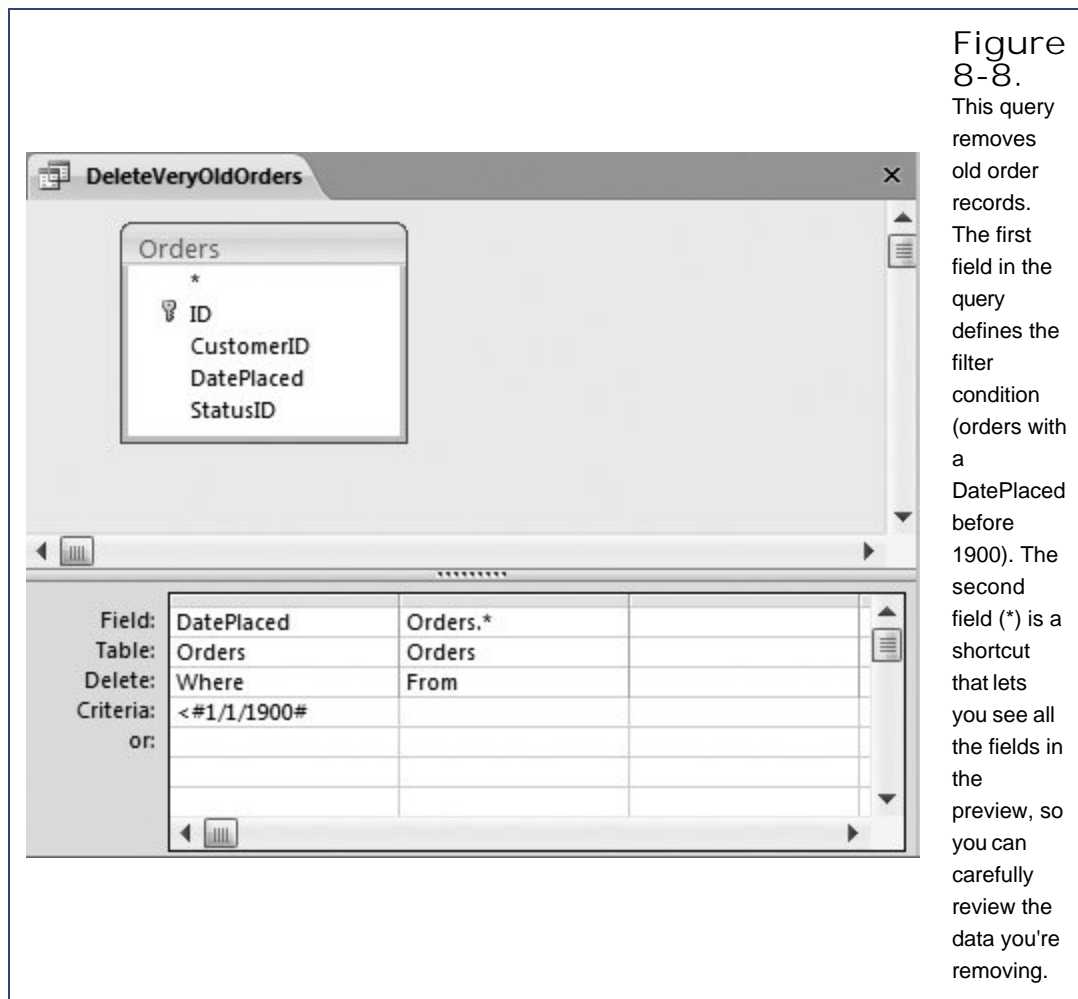 DeleteVeryOldOrders
Orders
*
ID
CustomerID
DatePlaced
StatusID
Field: DatePlaced Orders.*
Table: Orders Orders
Delete: Where From
Criteria: <#1/1/1900#
or:
Figure
8-8.
This query
removes
old order
records.
The first
field in the
query
defines the
filter
condition
(orders with
a
DatePlaced
before
1900). The
second
field (*) is a
shortcut
that lets
you see all
the fields in
the
preview, so
you can
carefully
review the
data you're
removing.